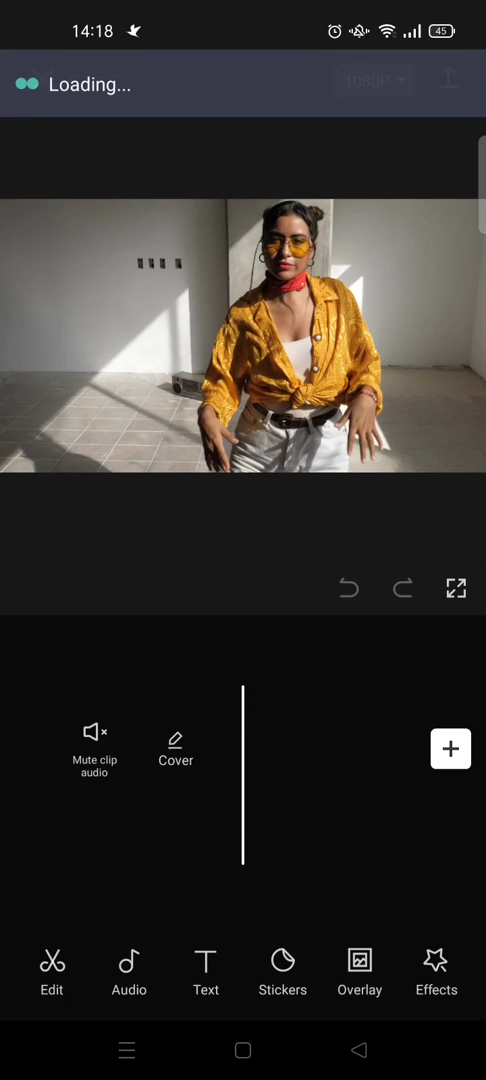 14:18
45
Loading...
1080P
Mute clip
audio
Cover
Edit
Audio
Text
Stickers
Overlay
Effects